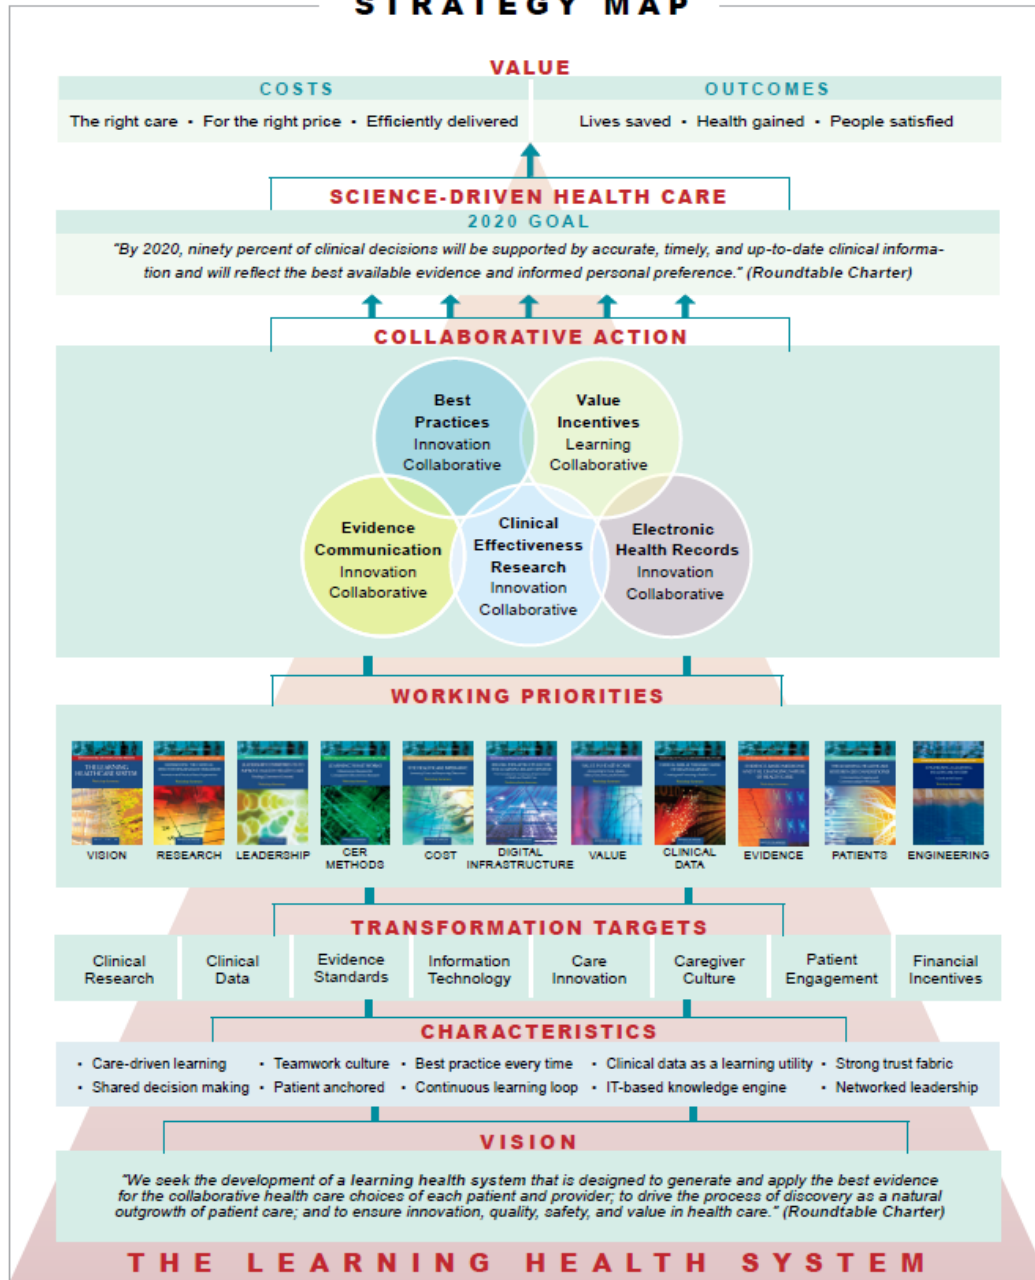 STRATEGY MAP
VALUE
COSTS
The right care • For the right price • Efficiently delivered
OUTCOMES
Lives saved • Health gained • People satisfied
SCIENCE-DRIVEN HEALTH CARE
2020 GOAL
"By 2020, ninety percent of clinical decisions will be supported by accurate, timely, and up-to-date clinical informa-
tion and will reflect the best available evidence and informed personal preference." (Roundtable Charter)
COLLABORATIVE ACTION
Best
Practices
Innovation
Collaborative
Value
Incentives
Learning
Collaborative
Evidence
Communication
Innovation
Collaborative
Clinical
Effectiveness
Research
Innovation
Collaborative
Electronic
Health Records
Innovation
Collaborative
WORKING PRIORITIES
THE LEARNING
HEALTHCARE SYSTEM
VISION
RESEARCH
LEADERSHIP
CER
METHODS
COST
DIGITAL
INFRASTRUCTURE
VALUE
CLINICAL
DATA
EVIDENCE
PATIENTS
ENGINEERING
TRANSFORMATION TARGETS
Clinical
Research
Clinical
Data
Evidence
Standards
Information
Technology
Care
Innovation
Caregiver
Culture
Patient
Engagement
Financial
Incentives
CHARACTERISTICS
• Care-driven learning • Teamwork culture • Best practice every time • Clinical data as a learning utility • Strong trust fabric
• Shared decision making • Patient anchored • Continuous learning loop • IT-based knowledge engine • Networked leadership
VISION
"We seek the development of a learning health system that is designed to generate and apply the best evidence
for the collaborative health care choices of each patient and provider; to drive the process of discovery as a natural
outgrowth of patient care; and to ensure innovation, quality, safety, and value in health care." (Roundtable Charter)
THE LEARNING HEALTH SYSTEM